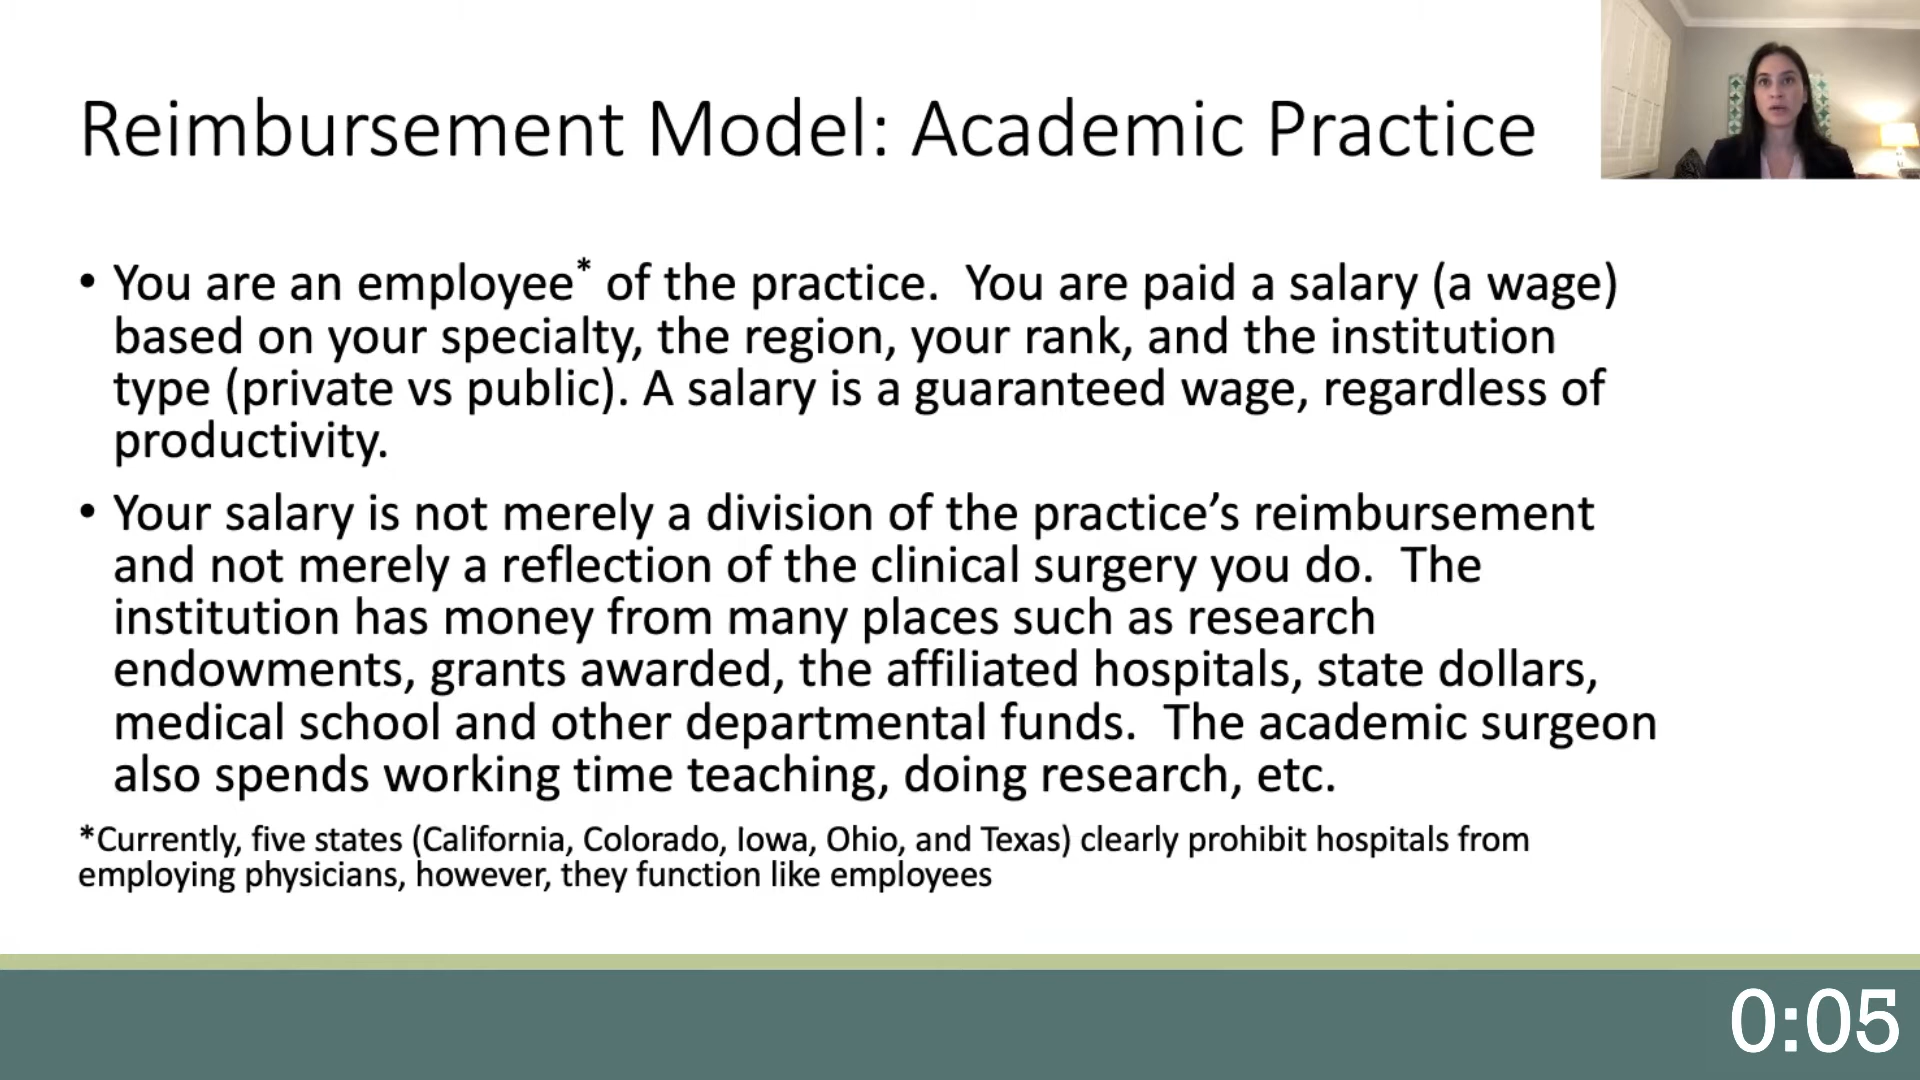 Reimbursement Model: Academic Practice
• You are an employee* of the practice.  You are paid a salary (a wage)
based on your specialty, the region, your rank, and the institution
type (private vs public). A salary is a guaranteed wage, regardless of
productivity.
• Your salary is not merely a division of the practice’s reimbursement
and not merely a reflection of the clinical surgery you do.  The
institution has money from many places such as research
endowments, grants awarded, the affiliated hospitals, state dollars,
medical school and other departmental funds.  The academic surgeon
also spends working time teaching, doing research, etc.
*Currently, five states (California, Colorado, Iowa, Ohio, and Texas) clearly prohibit hospitals from
employing physicians, however, they function like employees
0:05